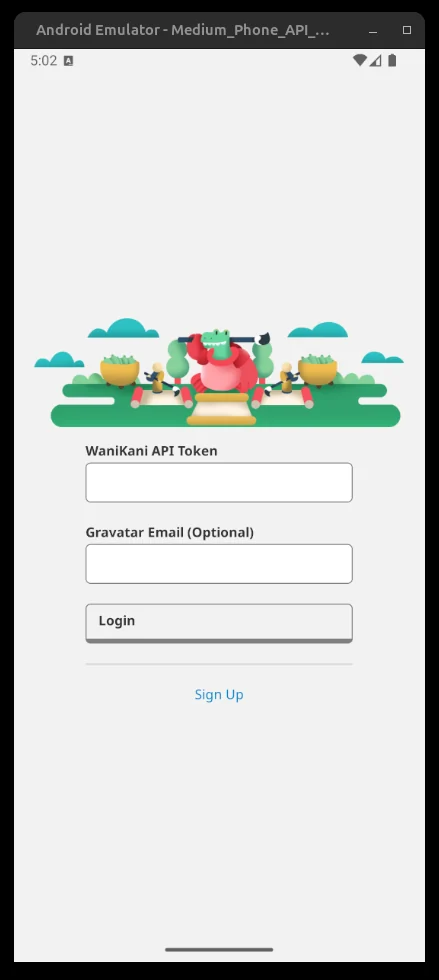 Android Emulator - Medium_Phone_API_...
5:02 A
WaniKani API Token
Gravatar Email (Optional)
Login
Sign Up